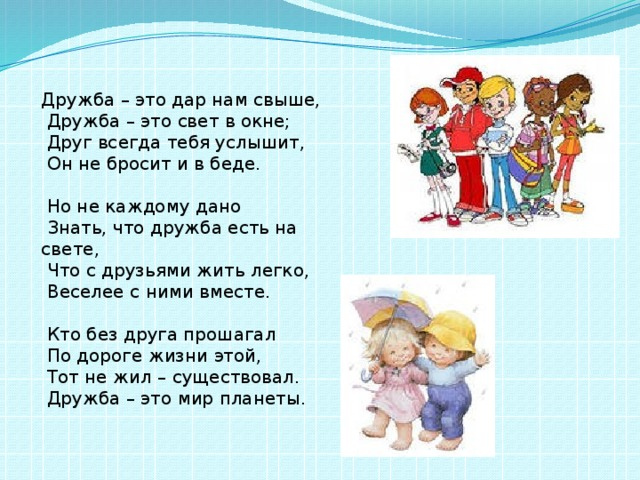 Дружба – это дар нам свыше,
Дружба – это свет в окне;
Друг всегда тебя услышит,
Он не бросит и в беде.
Но не каждому дано
Знать, что дружба есть на
свете,
Что с друзьями жить легко,
Веселее с ними вместе.
Кто без друга прошагал
По дороге жизни этой,
Тот не жил – существовал.
Дружба – это мир планеты.